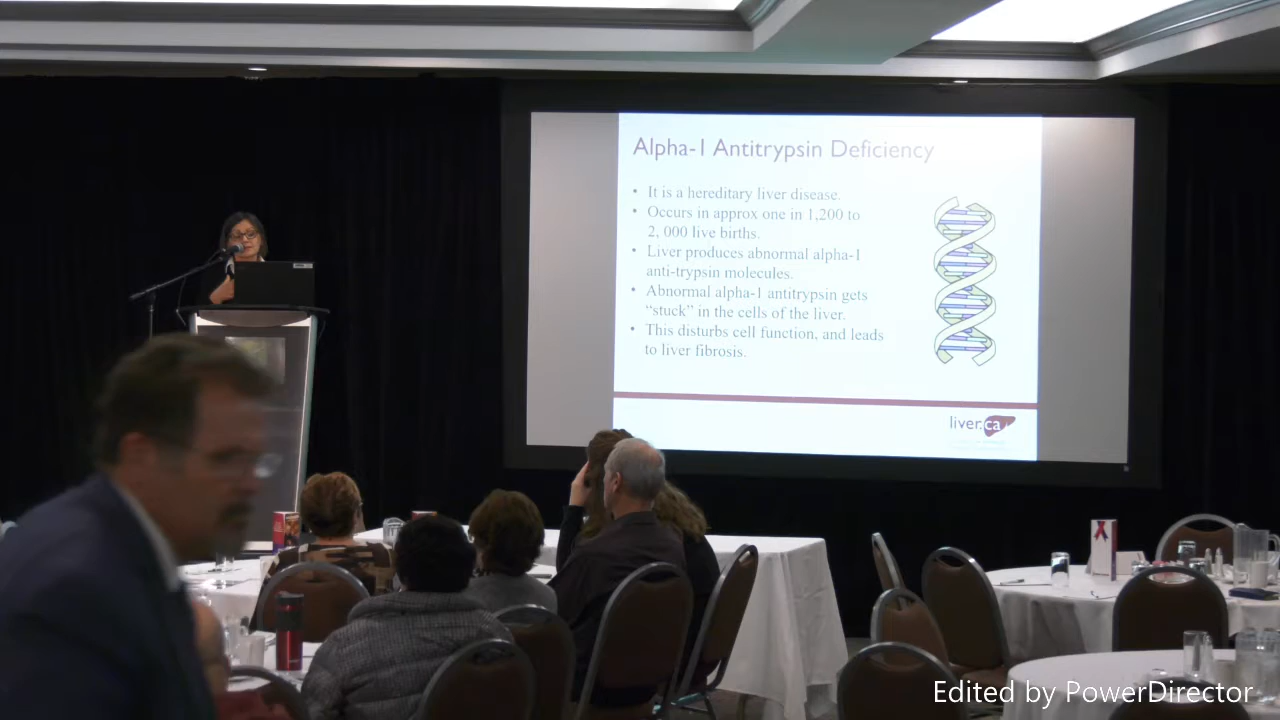 Alpha-1 Antitrypsin Deficiency
• It is a hereditary liver disease.
• Occurs in approx one in 1,200 to
2, 000 live births.
• Liver produces abnormal alpha-1
anti-trypsin molecules.
• Abnormal alpha-1 antitrypsin gets
“stuck” in the cells of the liver.
• This disturbs cell function, and leads
to liver fibrosis.
liver.ca
Edited by PowerDirector